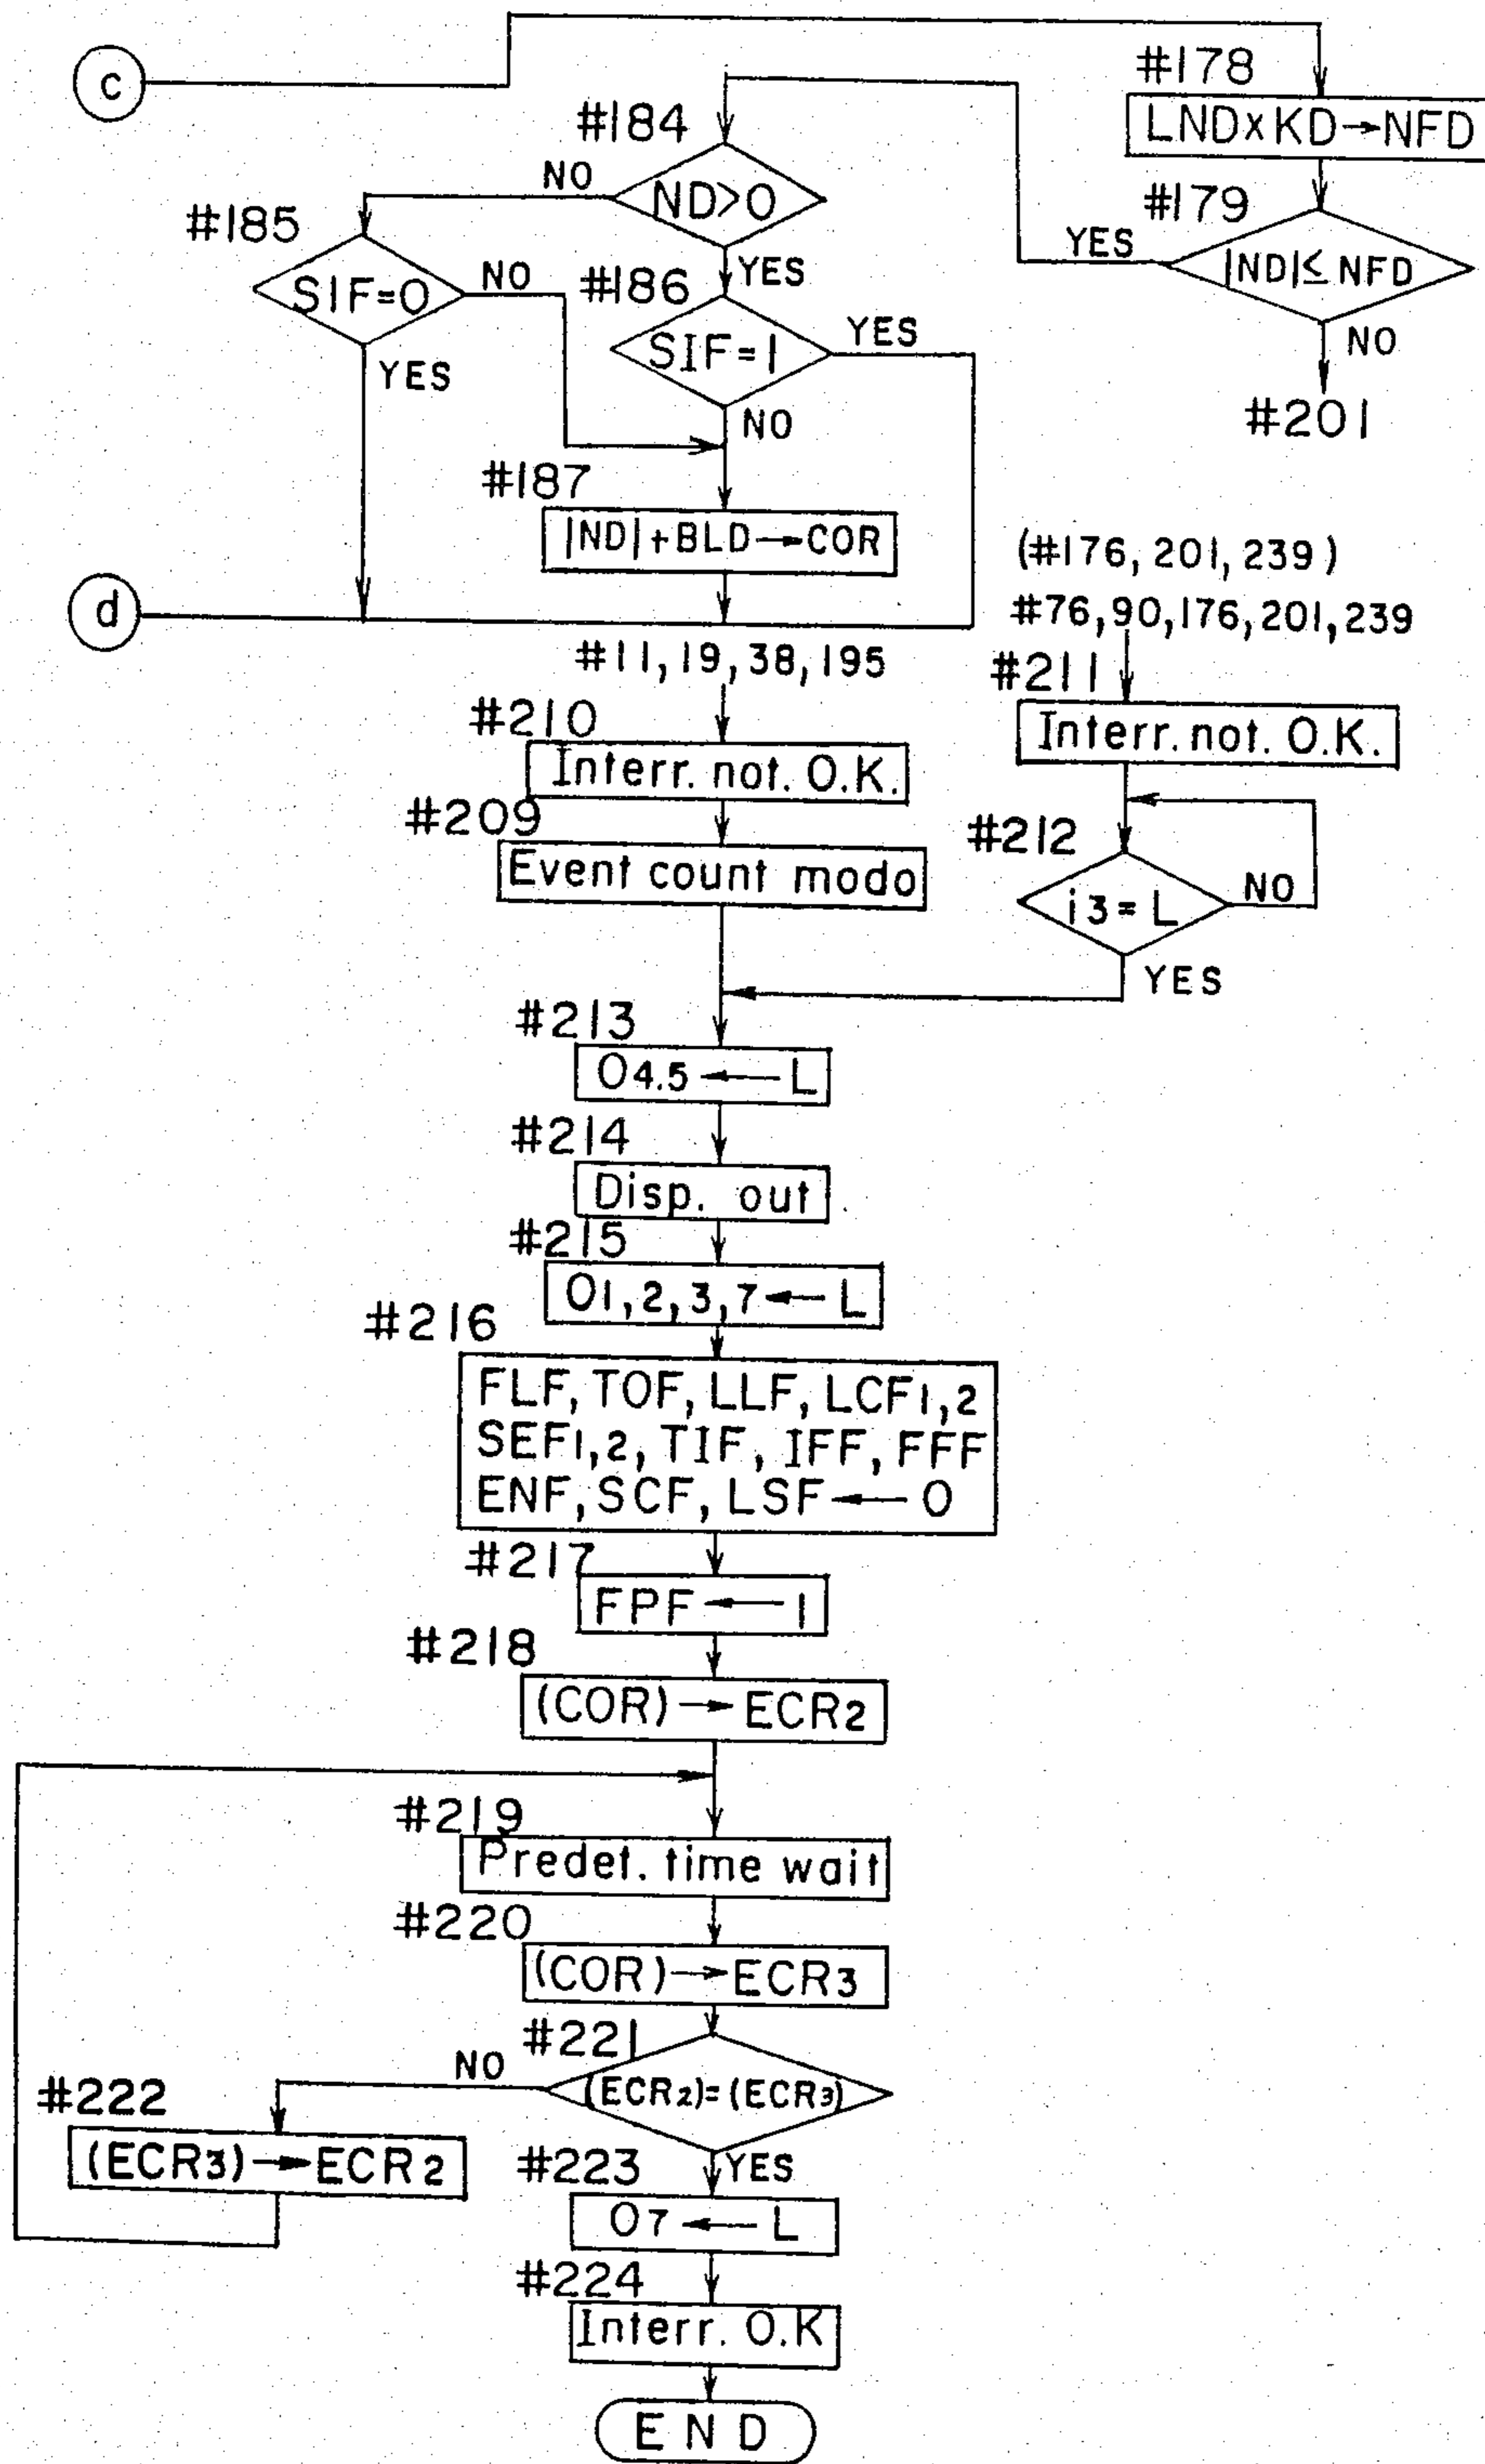 c
#178
LND×KD→NFD
#184
NO
ND>0
#179
YES
|ND|≤NFD
NO
#201
#185
SIF=0
NO
YES
YES
#186
SIF=1
YES
NO
#187
|ND|+BLD→COR
d
(#176, 201, 239)
#76,90,176,201,239
#11,19,38,195
#211
Interr. not. O.K.
#210
Interr. not. O.K.
#209
Event count modo
#212
i3=L
NO
YES
#213
O4.5←L
#214
Disp. out
#215
O1,2,3,7←L
#216
FLF, TOF, LLF, LCF1,2
SEF1,2, TIF, IFF, FFF
ENF, SCF, LSF←0
#217
FPF←1
#218
(COR)→ECR2
#219
Predet. time wait
#220
(COR)→ECR3
#221
NO
(ECR2)=(ECR3)
#222
(ECR3)→ECR2
#223
YES
O7←L
#224
Interr. O.K
END